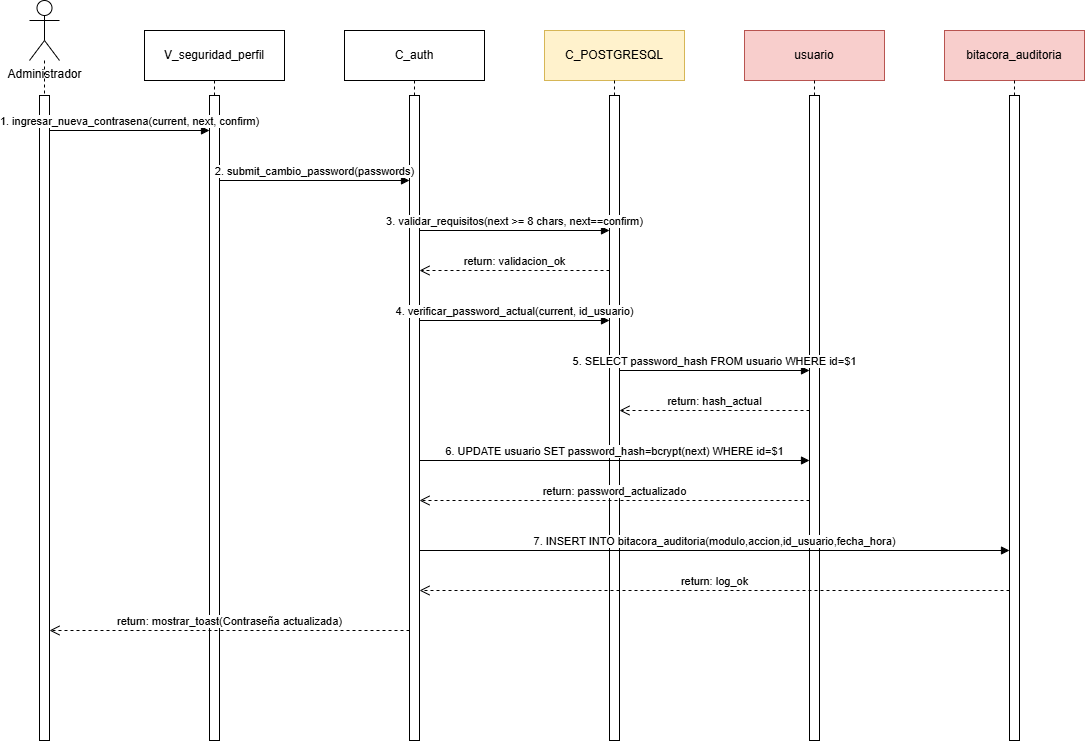 Administrador
V_seguridad_perfil
C_auth
C_POSTGRESQL
usuario
bitacora_auditoria
1. ingresar_nueva_contrasena(current, next, confirm)
2. submit_cambio_password(passwords)
3. validar_requisitos(next >= 8 chars, next==confirm)
return: validacion_ok
4. verificar_password_actual(current, id_usuario)
5. SELECT password_hash FROM usuario WHERE id=$1
return: hash_actual
6. UPDATE usuario SET password_hash=bcrypt(next) WHERE id=$1
return: password_actualizado
7. INSERT INTO bitacora_auditoria(modulo,accion,id_usuario,fecha_hora)
return: log_ok
return: mostrar_toast(Contraseña actualizada)